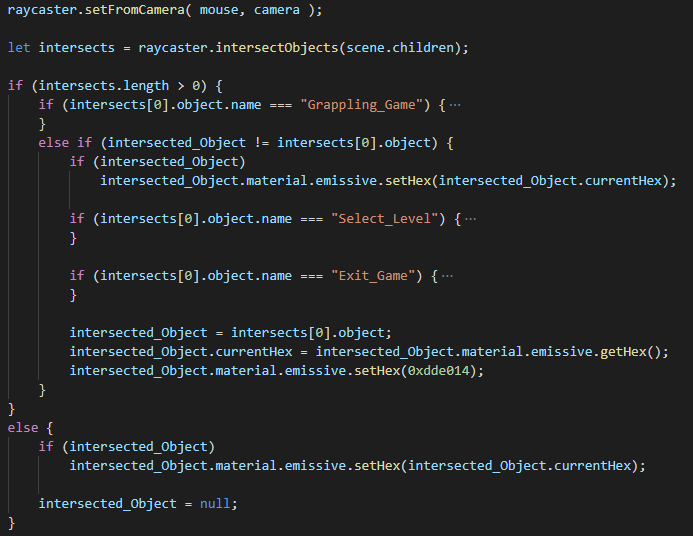 raycaster.setFromCamera( mouse, camera );
let intersects = raycaster.intersectObjects(scene.children);
if (intersects.length > 0) {
if (intersects[0].object.name === "Grappling_Game") {⋯
}
else if (intersected_Object != intersects[0].object) {
if (intersected_Object)
intersected_Object.material.emissive.setHex(intersected_Object.currentHex);
if (intersects[0].object.name === "Select_Level") {⋯
}
if (intersects[0].object.name === "Exit_Game") {⋯
}
intersected_Object = intersects[0].object;
intersected_Object.currentHex = intersected_Object.material.emissive.getHex();
intersected_Object.material.emissive.setHex(0xdde014);
}
}
else {
if (intersected_Object)
intersected_Object.material.emissive.setHex(intersected_Object.currentHex);
intersected_Object = null;
}